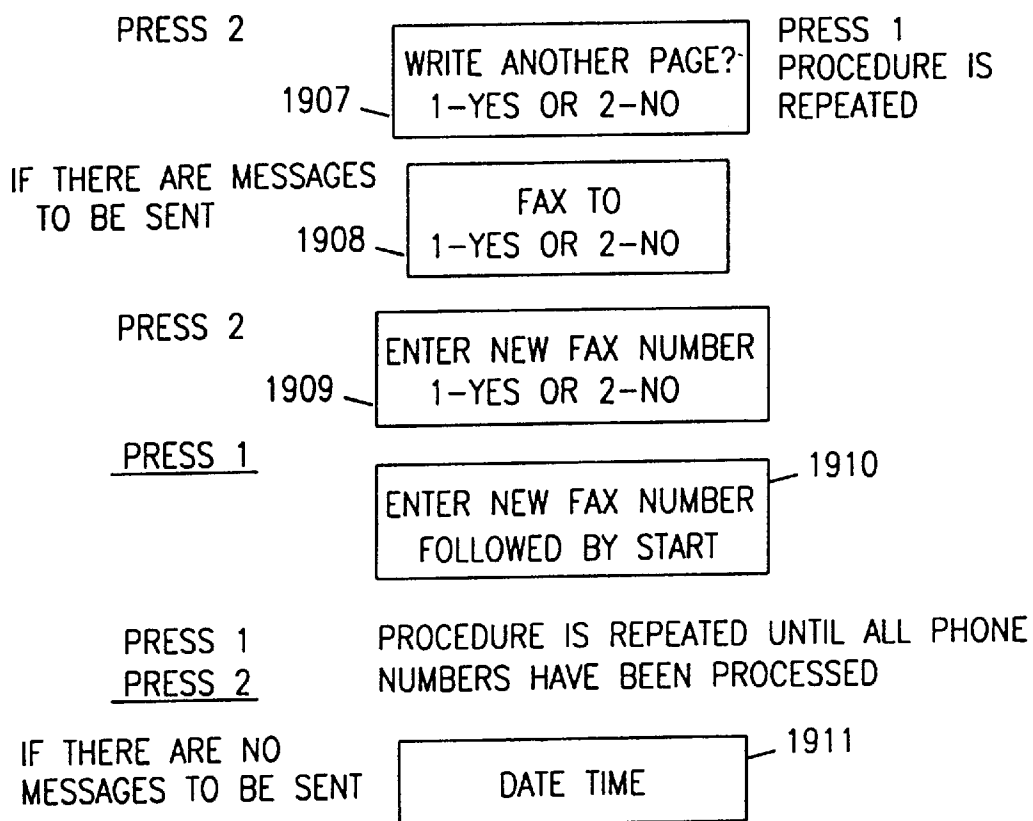 PRESS 2
WRITE ANOTHER PAGE?
1-YES OR 2-NO
1907
PRESS 1
PROCEDURE IS
REPEATED
IF THERE ARE MESSAGES
TO BE SENT
FAX TO
1-YES OR 2-NO
1908
PRESS 2
ENTER NEW FAX NUMBER
1-YES OR 2-NO
1909
PRESS 1
ENTER NEW FAX NUMBER
FOLLOWED BY START
1910
PRESS 1
PRESS 2
PROCEDURE IS REPEATED UNTIL ALL PHONE
NUMBERS HAVE BEEN PROCESSED
IF THERE ARE NO
MESSAGES TO BE SENT
DATE TIME
1911